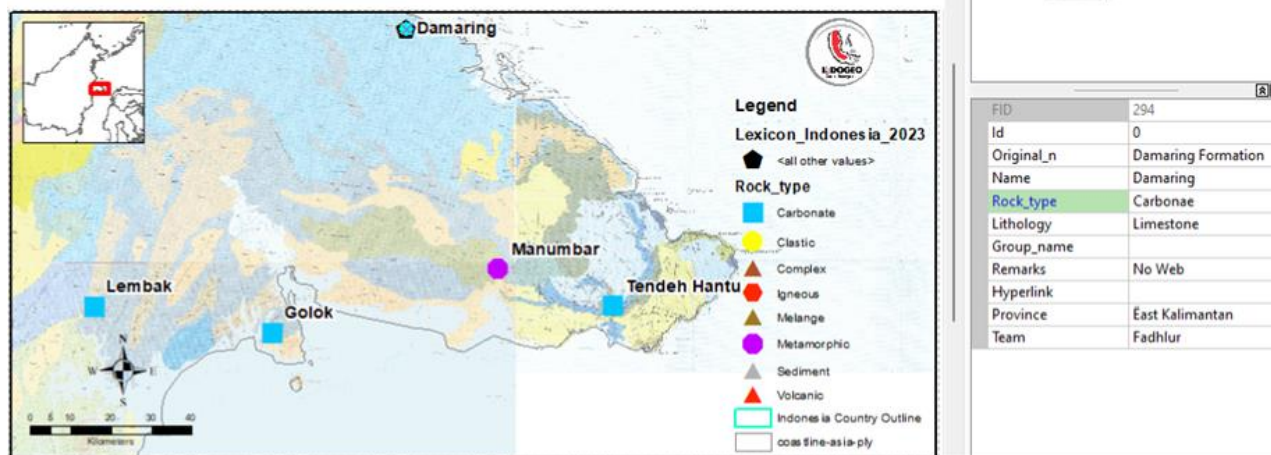 Damaring
INDOGEO
Legend
Lexicon_Indonesia_2023
<all other values>
Rock_type
Carbonate
Clastic
Complex
Igneous
Melange
Metamorphic
Sediment
Volcanic
Indonesia Country Outline
coastline-asia-ply
Manumbar
Tendeh Hantu
Lembak
Golok
N
W E
S
0 5 10 20 30 40
Kilometers
FID 294
Id 0
Original_n Damaring Formation
Name Damaring
Rock_type Carbonae
Lithology Limestone
Group_name
Remarks No Web
Hyperlink
Province East Kalimantan
Team Fadhlur